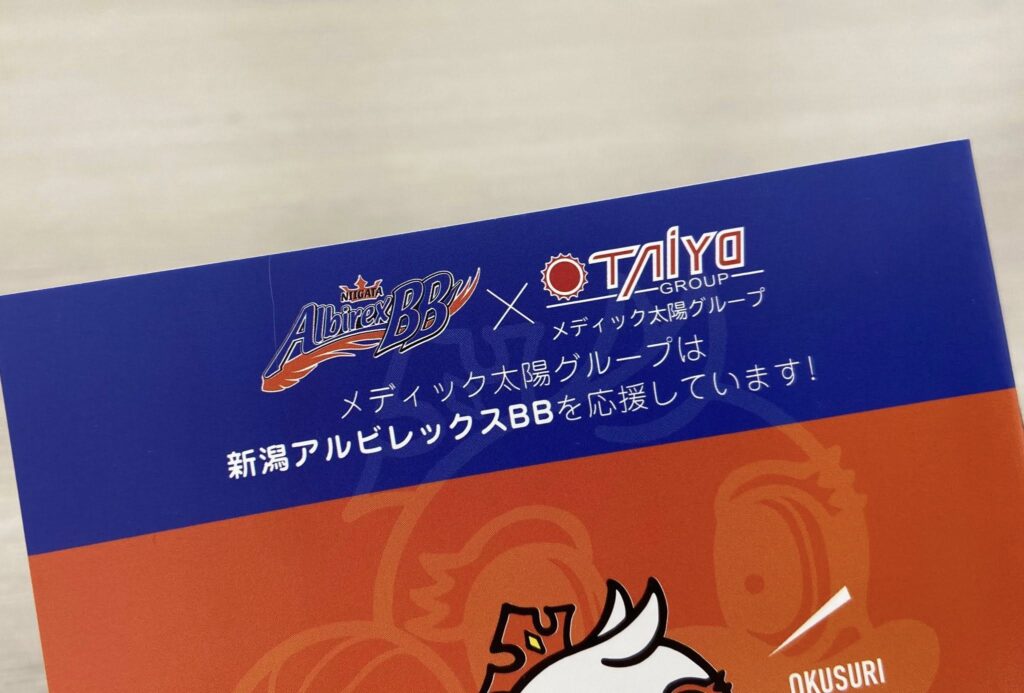 NIIGATA
Albirex BB × TAiYO
GROUP
メディック太陽グループ
メディック太陽グループは
新潟アルビレックスBBを応援しています!
OKUSURI